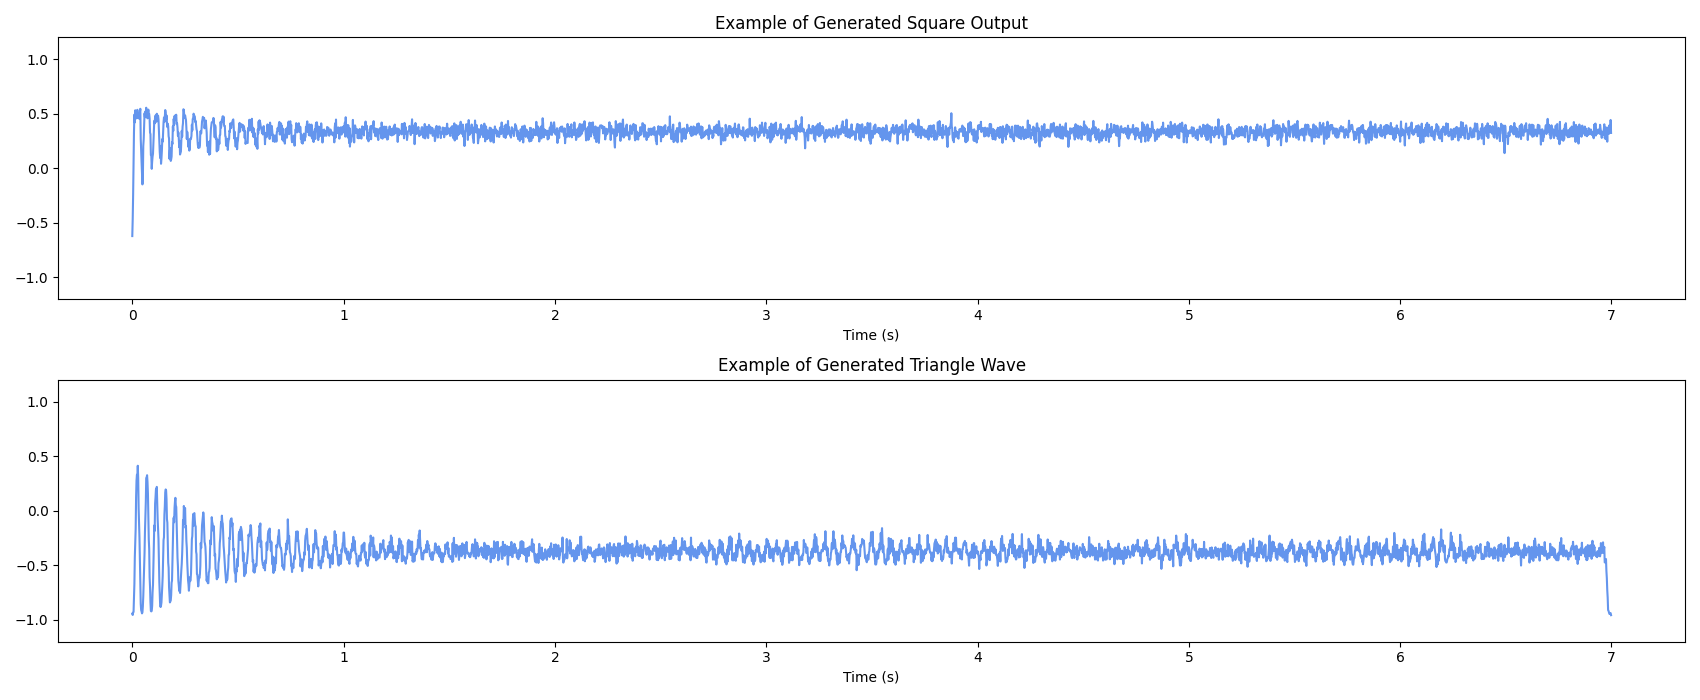 Example of Generated Square Output
1.0
0.5
0.0
−0.5
−1.0
0 1 2 3 4 5 6 7
Time (s)
Example of Generated Triangle Wave
1.0
0.5
0.0
−0.5
−1.0
0 1 2 3 4 5 6 7
Time (s)